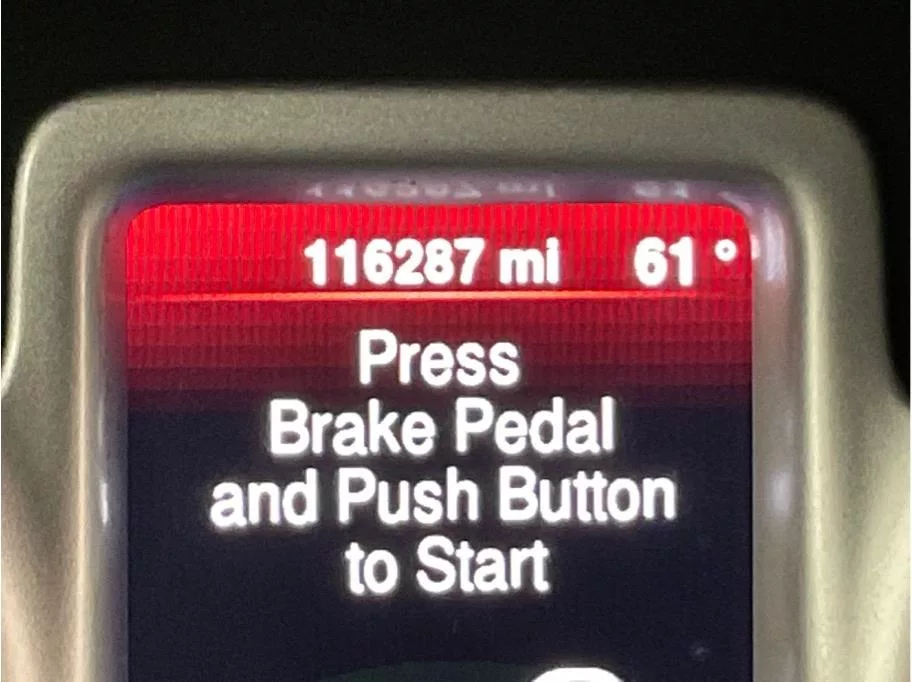 116287 mi 61°
Press
Brake Pedal
and Push Button
to Start